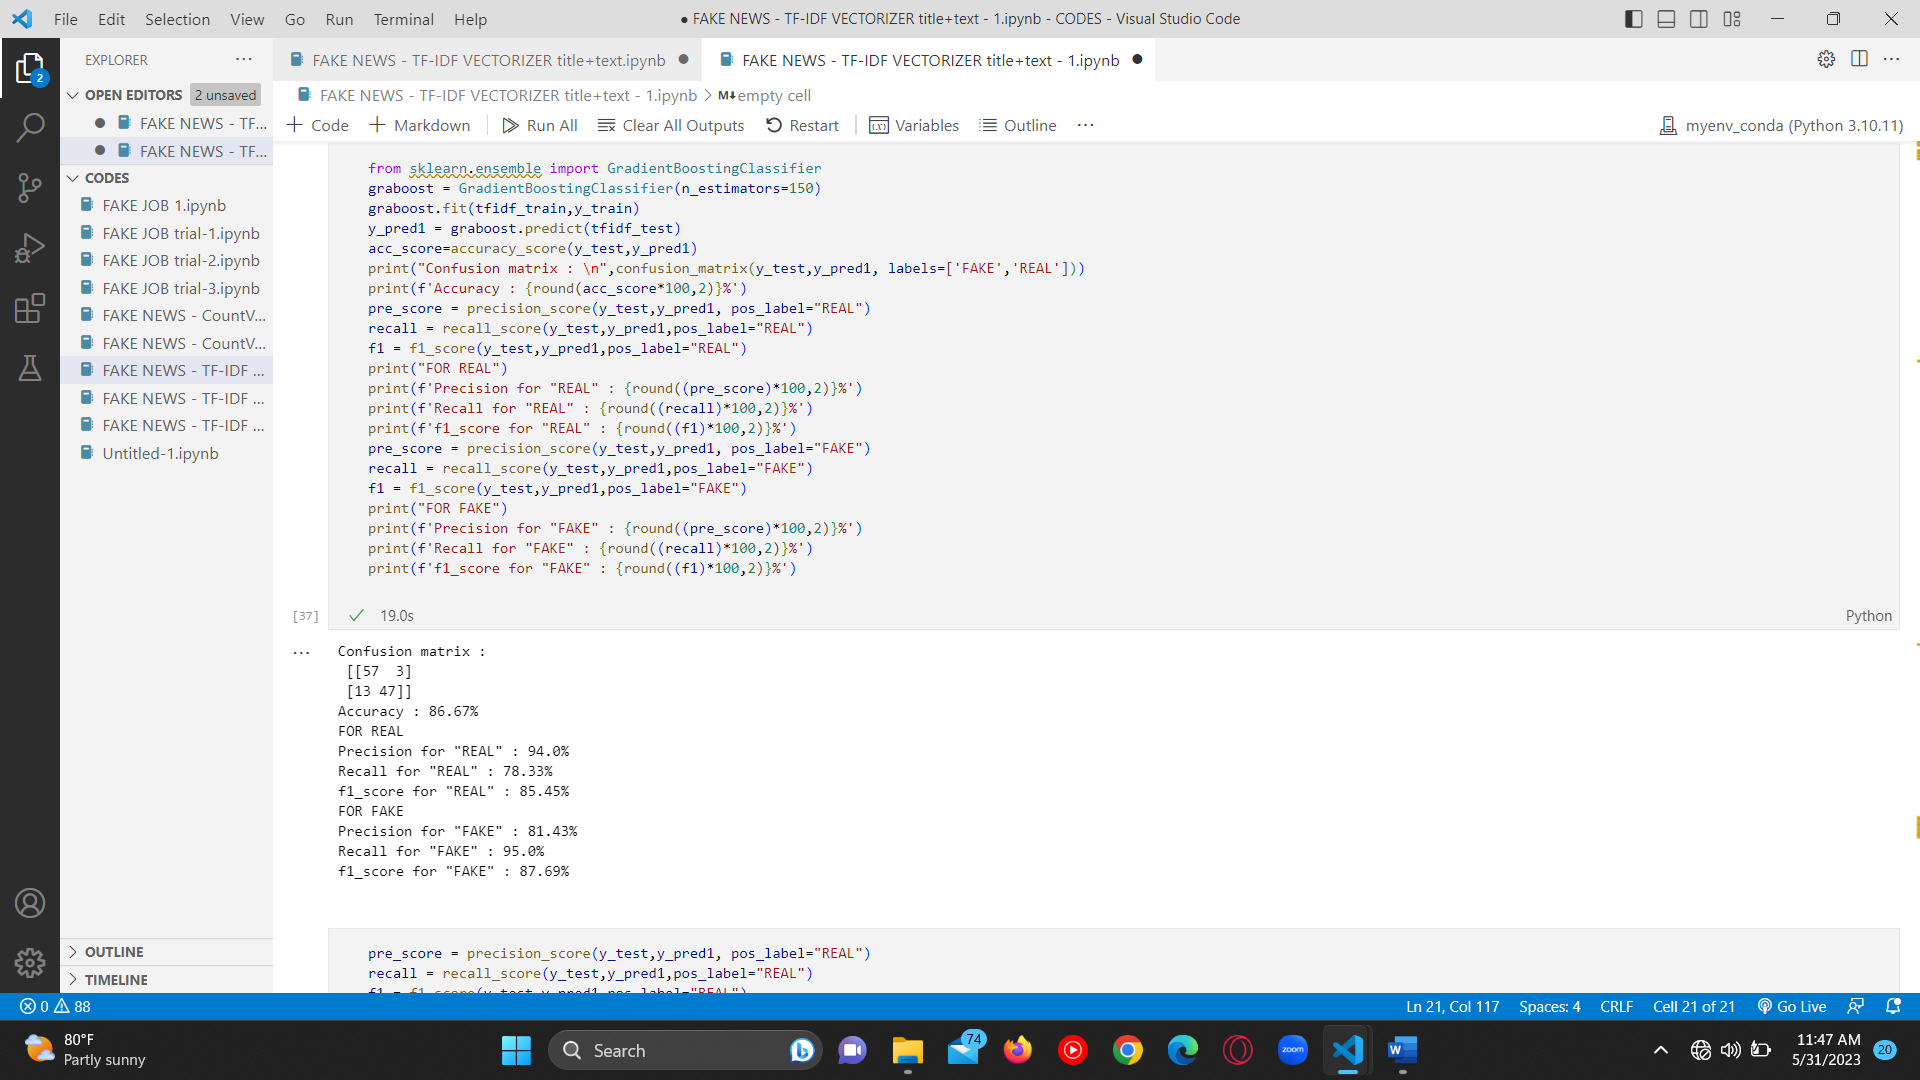 File Edit Selection View Go Run Terminal Help
● FAKE NEWS - TF-IDF VECTORIZER title+text - 1.ipynb - CODES - Visual Studio Code
EXPLORER ···
2
OPEN EDITORS 2 unsaved
FAKE NEWS - TF...
FAKE NEWS - TF...
CODES
FAKE JOB 1.ipynb
FAKE JOB trial-1.ipynb
FAKE JOB trial-2.ipynb
FAKE JOB trial-3.ipynb
FAKE NEWS - CountV...
FAKE NEWS - CountV...
FAKE NEWS - TF-IDF ...
FAKE NEWS - TF-IDF ...
FAKE NEWS - TF-IDF ...
Untitled-1.ipynb
OUTLINE
TIMELINE
FAKE NEWS - TF-IDF VECTORIZER title+text.ipynb ●
FAKE NEWS - TF-IDF VECTORIZER title+text - 1.ipynb ●
FAKE NEWS - TF-IDF VECTORIZER title+text - 1.ipynb > M↓empty cell
+ Code + Markdown Run All Clear All Outputs Restart Variables Outline ···
myenv_conda (Python 3.10.11)
from sklearn.ensemble import GradientBoostingClassifier
graboost = GradientBoostingClassifier(n_estimators=150)
graboost.fit(tfidf_train,y_train)
y_pred1 = graboost.predict(tfidf_test)
acc_score=accuracy_score(y_test,y_pred1)
print("Confusion matrix : \n",confusion_matrix(y_test,y_pred1, labels=['FAKE','REAL']))
print(f'Accuracy : {round(acc_score*100,2)}%')
pre_score = precision_score(y_test,y_pred1, pos_label="REAL")
recall = recall_score(y_test,y_pred1,pos_label="REAL")
f1 = f1_score(y_test,y_pred1,pos_label="REAL")
print("FOR REAL")
print(f'Precision for "REAL" : {round((pre_score)*100,2)}%')
print(f'Recall for "REAL" : {round((recall)*100,2)}%')
print(f'f1_score for "REAL" : {round((f1)*100,2)}%')
pre_score = precision_score(y_test,y_pred1, pos_label="FAKE")
recall = recall_score(y_test,y_pred1,pos_label="FAKE")
f1 = f1_score(y_test,y_pred1,pos_label="FAKE")
print("FOR FAKE")
print(f'Precision for "FAKE" : {round((pre_score)*100,2)}%')
print(f'Recall for "FAKE" : {round((recall)*100,2)}%')
print(f'f1_score for "FAKE" : {round((f1)*100,2)}%')
[37] ✓ 19.0s Python
··· Confusion matrix :
[[57  3]
[13 47]]
Accuracy : 86.67%
FOR REAL
Precision for "REAL" : 94.0%
Recall for "REAL" : 78.33%
f1_score for "REAL" : 85.45%
FOR FAKE
Precision for "FAKE" : 81.43%
Recall for "FAKE" : 95.0%
f1_score for "FAKE" : 87.69%
pre_score = precision_score(y_test,y_pred1, pos_label="REAL")
recall = recall_score(y_test,y_pred1,pos_label="REAL")
f1 = f1_score(y_test,y_pred1,pos_label="REAL")
0 88 Ln 21, Col 117 Spaces: 4 CRLF Cell 21 of 21 Go Live
80°F
Partly sunny
Search
74
zoom
W
11:47 AM
5/31/2023
20